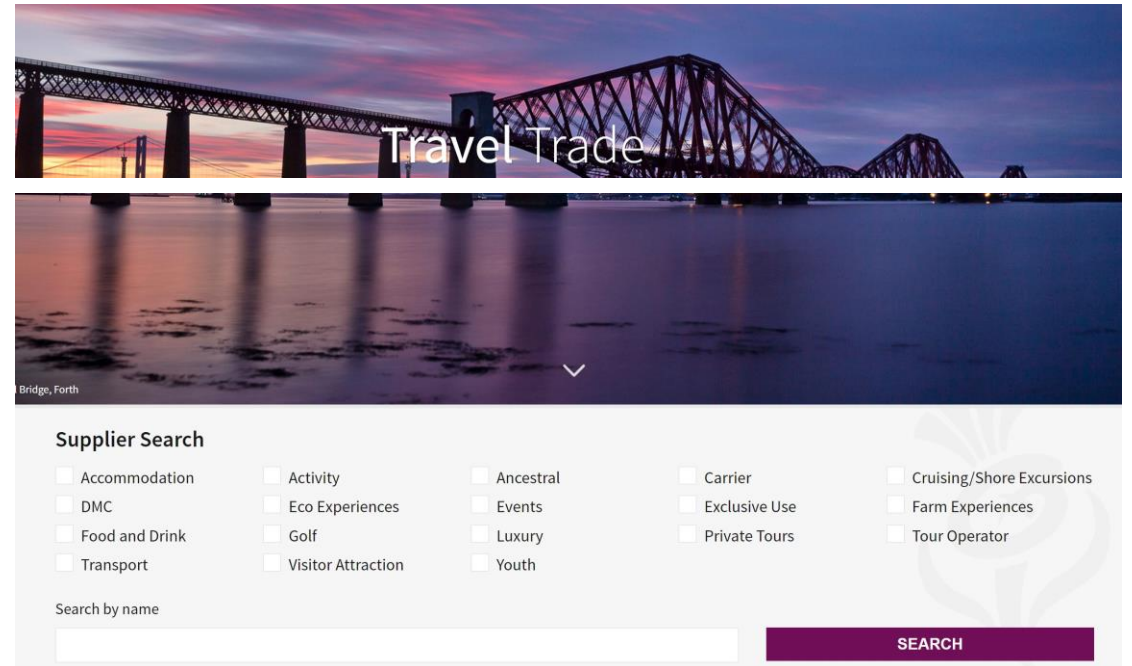 Travel Trade
l Bridge, Forth
Supplier Search
Accommodation Activity Ancestral Carrier Cruising/Shore Excursions
DMC Eco Experiences Events Exclusive Use Farm Experiences
Food and Drink Golf Luxury Private Tours Tour Operator
Transport Visitor Attraction Youth
Search by name
SEARCH